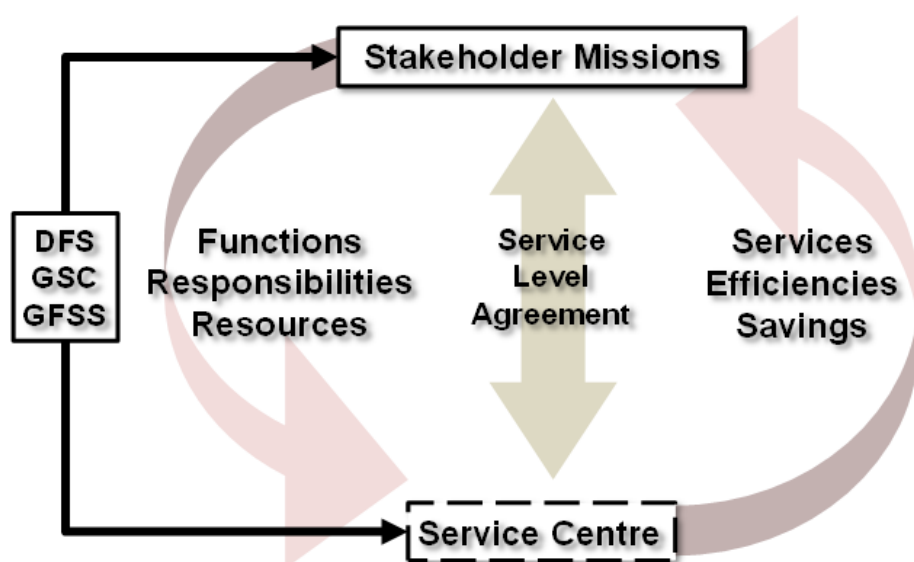 Stakeholder Missions
DFS
GSC
GFSS
Functions
Responsibilities
Resources
Service
Level
Agreement
Services
Efficiencies
Savings
Service Centre